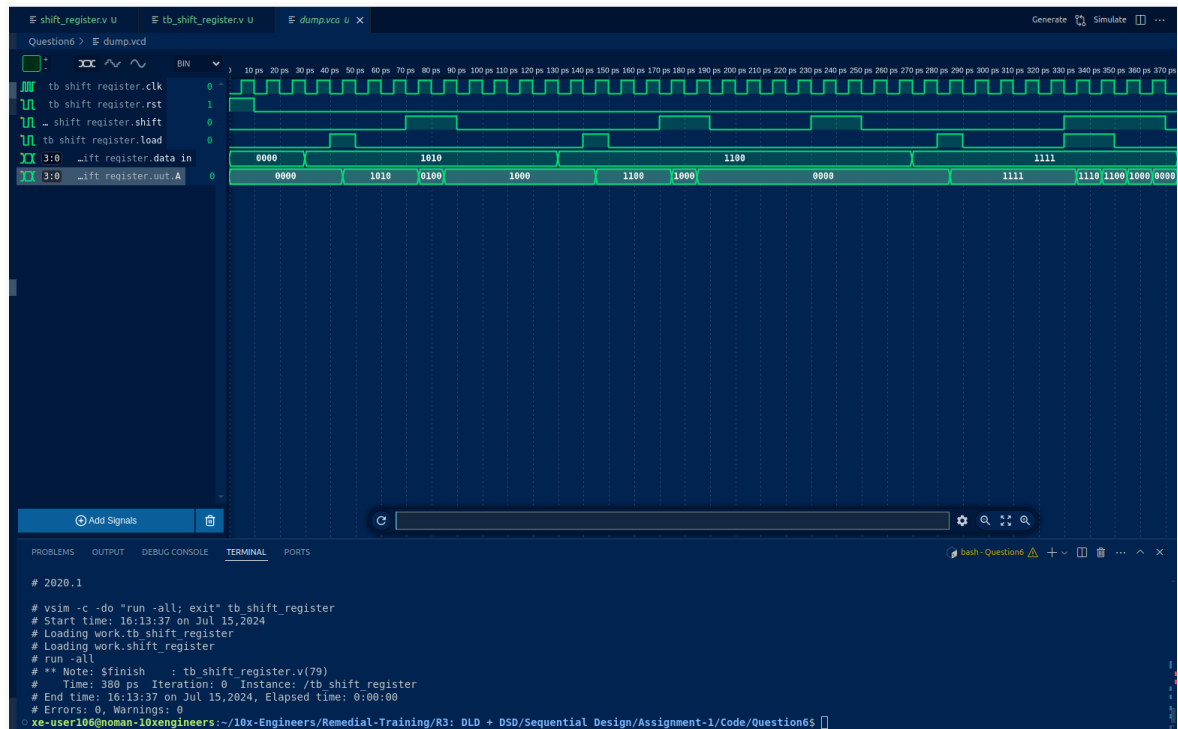 shift_register.v U tb_shift_register.v U dump.vcd U Generate Simulate
Question6 > dump.vcd
BIN
10 ps 20 ps 30 ps 40 ps 50 ps 60 ps 70 ps 80 ps 90 ps 100 ps 110 ps 120 ps 130 ps 140 ps 150 ps 160 ps 170 ps 180 ps 190 ps 200 ps 210 ps 220 ps 230 ps 240 ps 250 ps 260 ps 270 ps 280 ps 290 ps 300 ps 310 ps 320 ps 330 ps 340 ps 350 ps 360 ps 370 ps
tb shift register.clk 0
tb shift register.rst 1
… shift register.shift 0
tb shift register.load 0
3:0 …ift register.data in 0000 1010 1100 1111
3:0 …ift register.uut.A 0 0000 1010 0100 1000 1100 1000 0000 1111 1110 1100 1000 0000
Add Signals
PROBLEMS OUTPUT DEBUG CONSOLE TERMINAL PORTS bash - Question6
# 2020.1
# vsim -c -do "run -all; exit" tb_shift_register
# Start time: 16:13:37 on Jul 15,2024
# Loading work.tb_shift_register
# Loading work.shift_register
# run -all
# ** Note: $finish : tb_shift_register.v(79)
# Time: 380 ps Iteration: 0 Instance: /tb_shift_register
# End time: 16:13:37 on Jul 15,2024, Elapsed time: 0:00:00
# Errors: 0, Warnings: 0
xe-user106@noman-10xengineers:~/10x-Engineers/Remedial-Training/R3: DLD + DSD/Sequential Design/Assignment-1/Code/Question6$